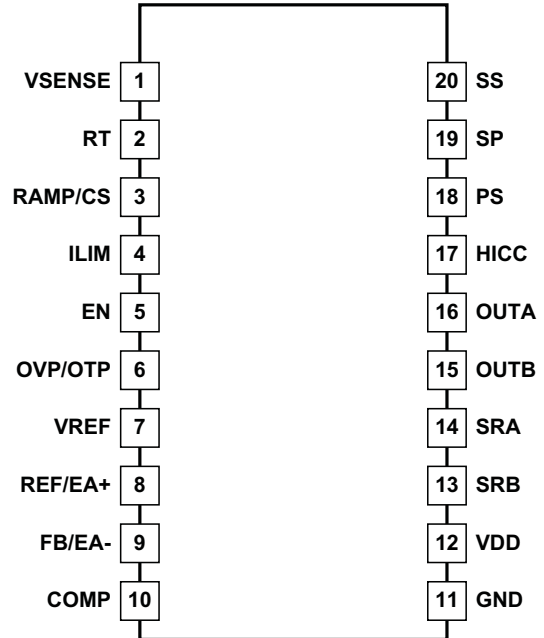 VSENSE 1 20 SS
RT 2 19 SP
RAMP/CS 3 18 PS
ILIM 4 17 HICC
EN 5 16 OUTA
OVP/OTP 6 15 OUTB
VREF 7 14 SRA
REF/EA+ 8 13 SRB
FB/EA- 9 12 VDD
COMP 10 11 GND